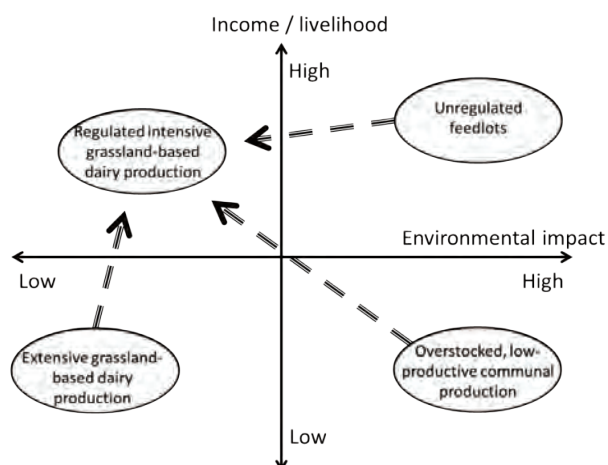 Income / livelihood
High
Regulated intensive
grassland-based
dairy production
Unregulated
feedlots
Environmental impact
Low
High
Extensive grassland-
based dairy
production
Overstocked, low-
productive communal
production
Low